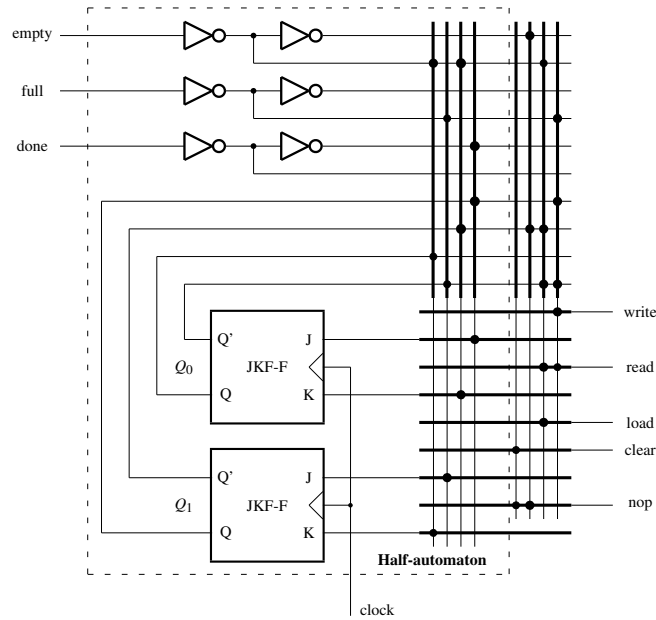 empty
full
done
write
Q' J
Q0 JKF-F read
Q K
load
clear
Q' J
Q1 JKF-F nop
Q K
Half-automaton
clock